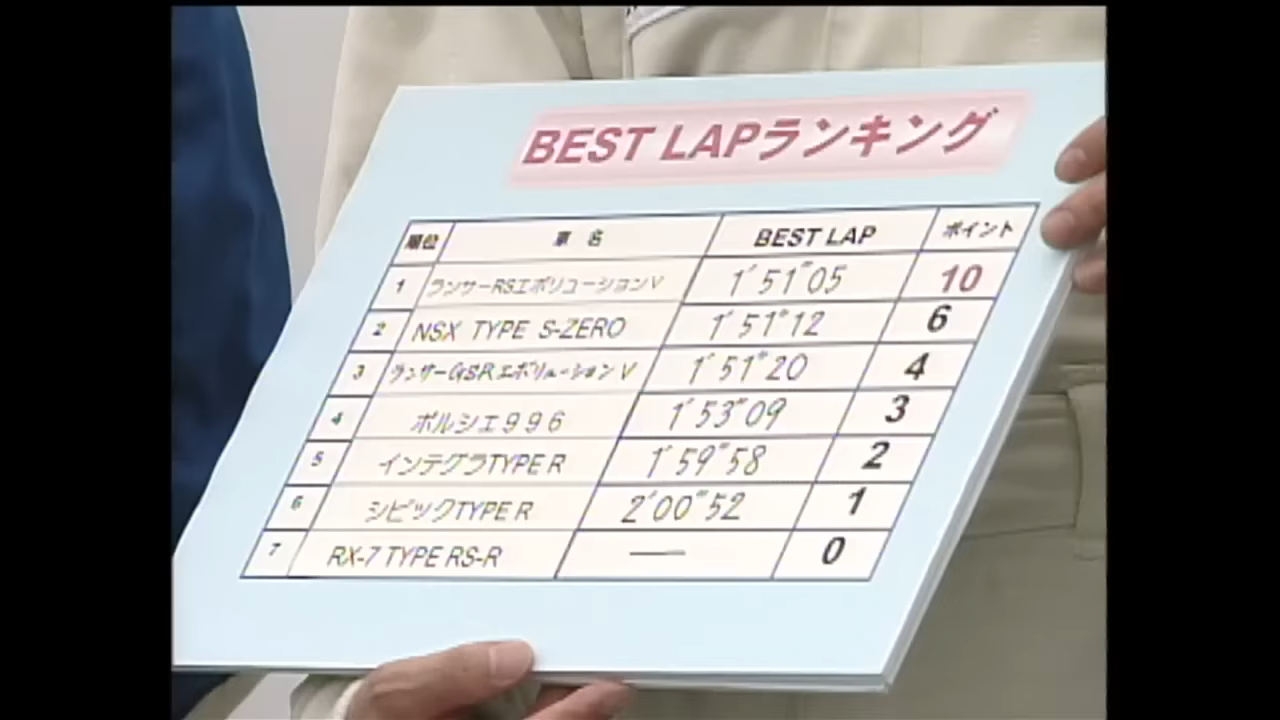 BEST LAPランキング
順位 車名 BEST LAP ポイント
1 ランサーRSエボリューションV 1'51"05 10
2 NSX TYPE S-ZERO 1'51"12 6
3 ランサーGSRエボリューションV 1'51"20 4
4 ポルシェ996 1'53"09 3
5 インテグラTYPE R 1'59"58 2
6 シビックTYPE R 2'00"52 1
7 RX-7 TYPE RS-R — 0